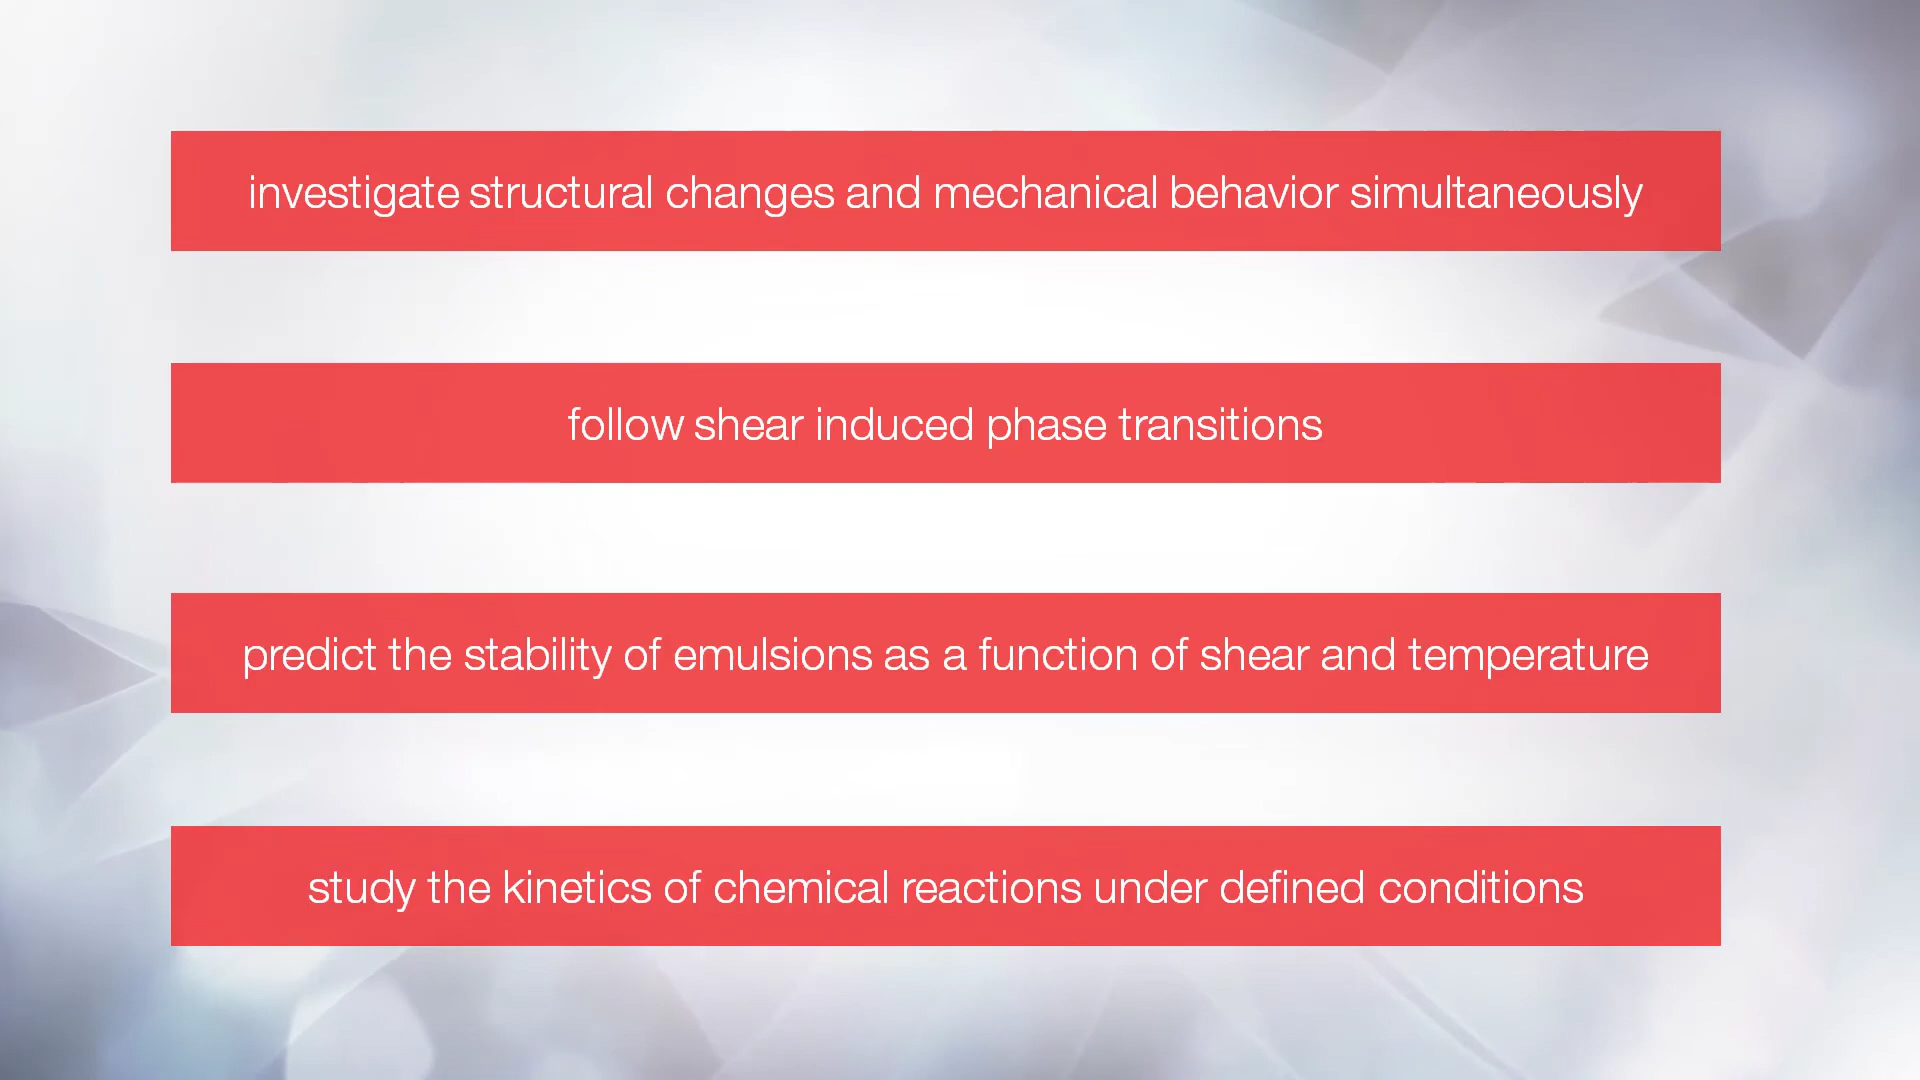 investigate structural changes and mechanical behavior simultaneously
follow shear induced phase transitions
predict the stability of emulsions as a function of shear and temperature
study the kinetics of chemical reactions under defined conditions